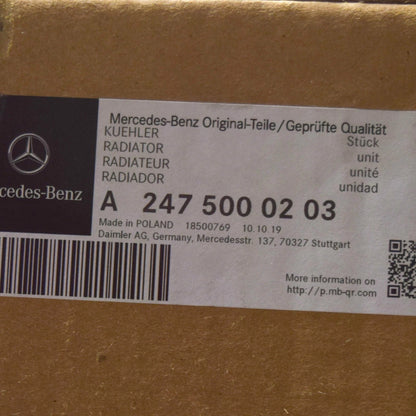 Mercedes-Benz Original-Teile/Geprüfte Qualität
KUEHLER Stück
RADIATOR unit
RADIATEUR unité
RADIADOR unidad
cedes-Benz
A 247 500 02 03
Made in POLAND 18500769 10.10.19
Daimler AG, Germany, Mercedesstr. 137, 70327 Stuttgart
More information on
http://p.mb-qr.com